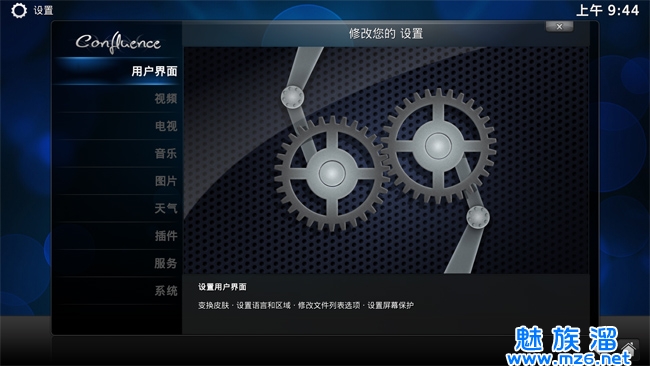 设置
上午 9:44
Confluence
修改您的 设置
用户界面
视频
电视
音乐
图片
天气
插件
服务
系统
设置用户界面
变换皮肤 · 设置语言和区域 · 修改文件列表选项 · 设置屏幕保护
魅族溜
www.mz6.net